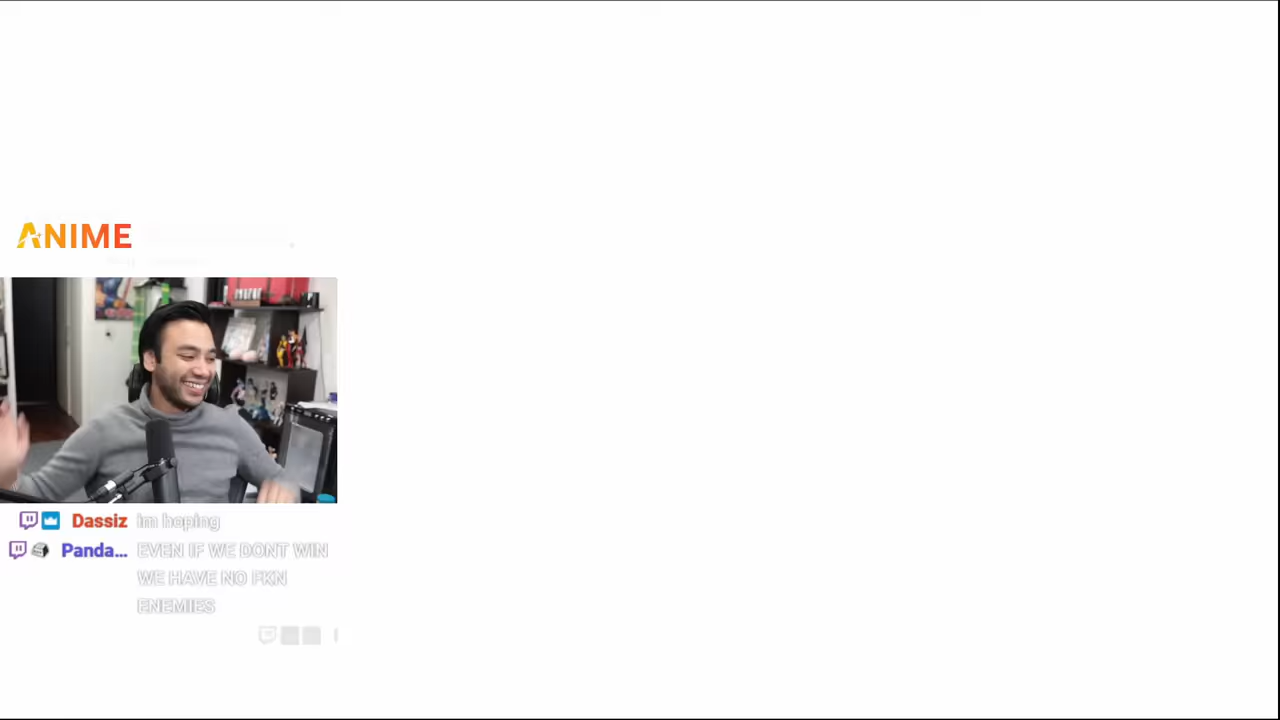 ANIME
Dassiz im hoping
Panda... EVEN IF WE DONT WIN
WE HAVE NO FKN
ENEMIES